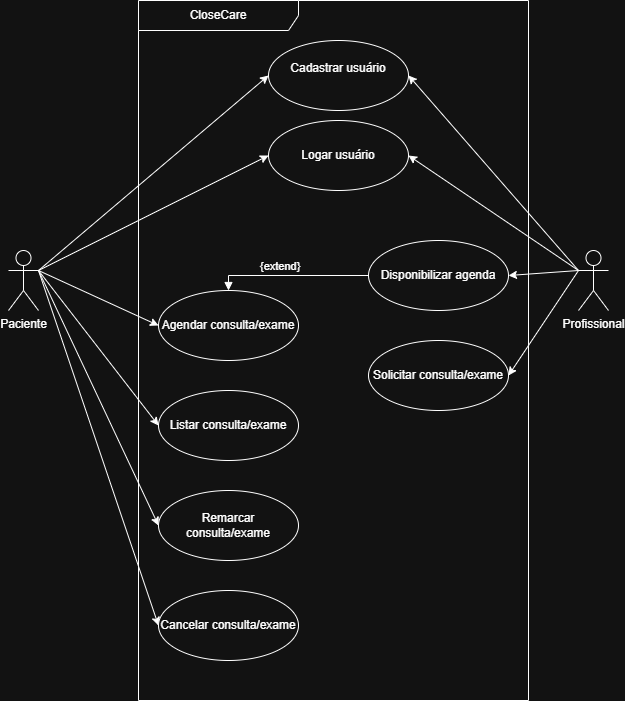 CloseCare
Cadastrar usuário
Logar usuário
{extend}
Disponibilizar agenda
Paciente
Profissional
Agendar consulta/exame
Solicitar consulta/exame
Listar consulta/exame
Remarcar
consulta/exame
Cancelar consulta/exame